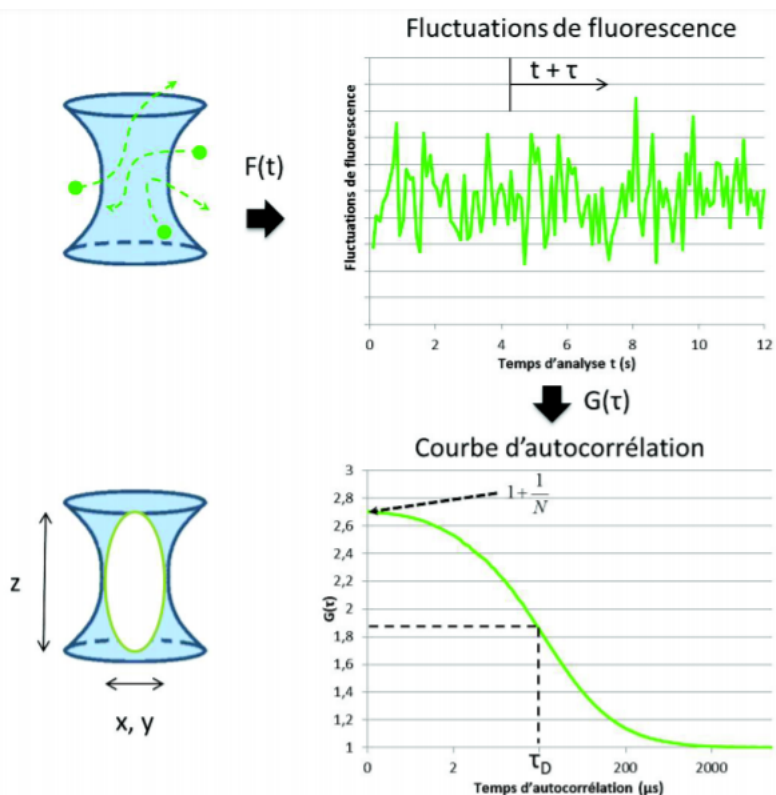 Fluctuations de fluorescence
t + τ
F(t)
Fluctuations de fluorescence
0 2 4 6 8 10 12
Temps d'analyse t (s)
G(τ)
Courbe d'autocorrélation
3
2,8
2,6
2,4
2,2
2
1,8
1,6
1,4
1,2
1
1+1/N
G(τ)
z
x, y
0 2 τD 200 2000
Temps d'autocorrélation (µs)